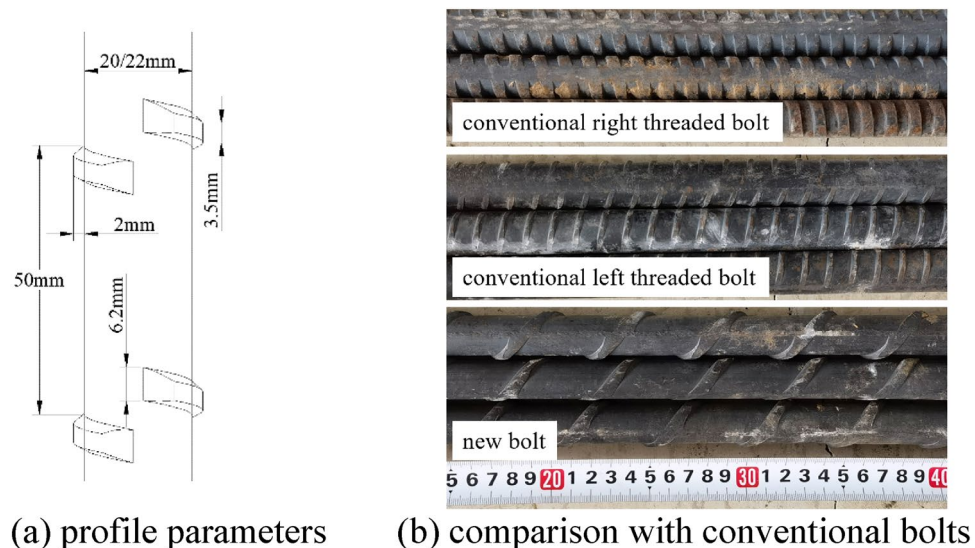 20/22mm
3.5mm
2mm
50mm
6.2mm
(a) profile parameters
conventional right threaded bolt
conventional left threaded bolt
new bolt
5 6 7 8 9 20 1 2 3 4 5 6 7 8 9 30 1 2 3 4 5 6 7 8 9 40
(b) comparison with conventional bolts